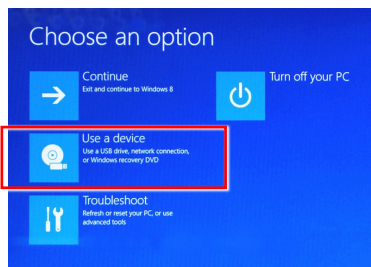 Choose an option
Continue
Exit and continue to Windows 8
Turn off your PC
Use a device
Use a USB drive, network connection,
or Windows recovery DVD
Troubleshoot
Refresh or reset your PC, or use
advanced tools